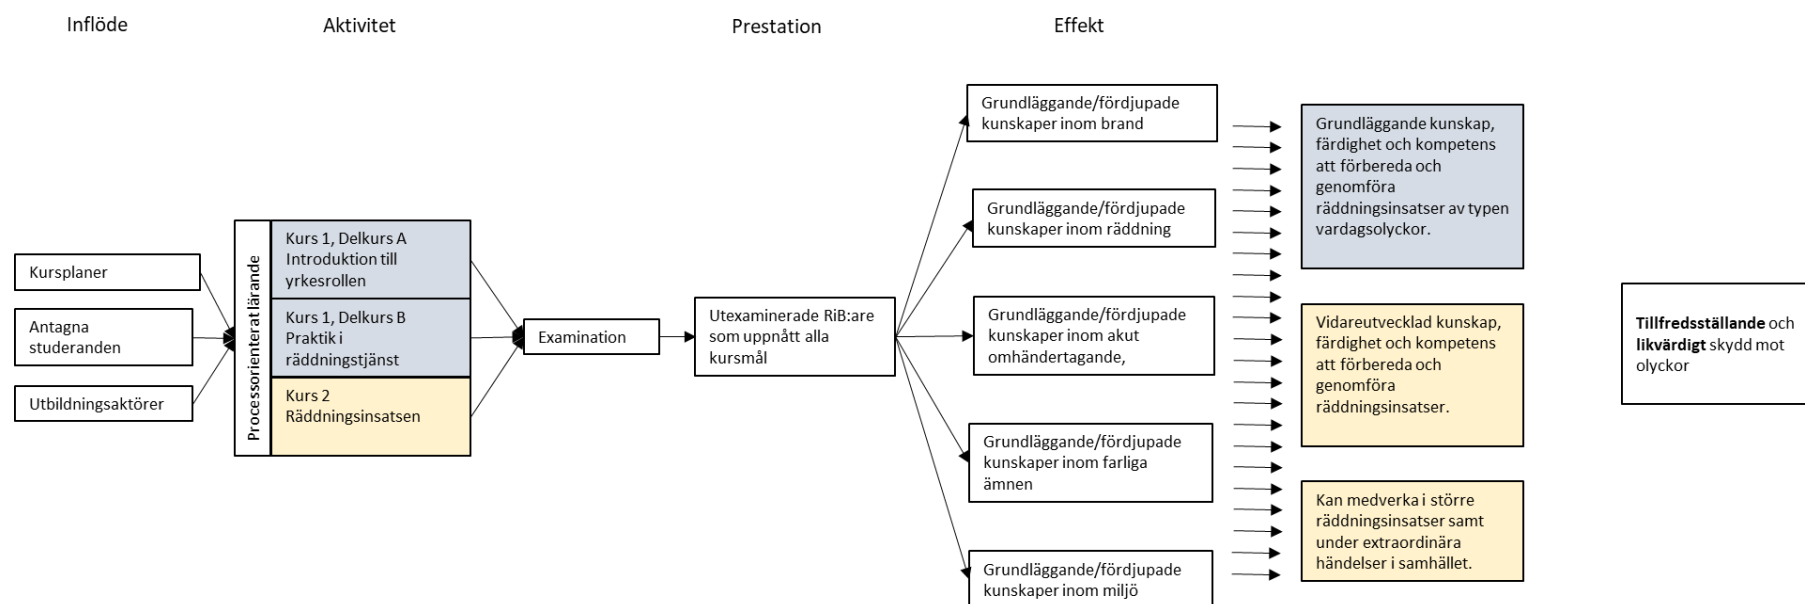 Inflöde
Aktivitet
Prestation
Effekt
Kursplaner
Antagna
studeranden
Utbildningsaktörer
Processorienterat lärande
Kurs 1, Delkurs A
Introduktion till
yrkesrollen
Kurs 1, Delkurs B
Praktik i
räddningstjänst
Kurs 2
Räddningsinsatsen
Examination
Utexaminerade RiB:are
som uppnått alla
kursmål
Grundläggande/fördjupade
kunskaper inom brand
Grundläggande/fördjupade
kunskaper inom räddning
Grundläggande/fördjupade
kunskaper inom akut
omhändertagande,
Grundläggande/fördjupade
kunskaper inom farliga
ämnen
Grundläggande/fördjupade
kunskaper inom miljö
Grundläggande kunskap,
färdighet och kompetens
att förbereda och
genomföra
räddningsinsatser av typen
vardagsolyckor.
Vidareutvecklad kunskap,
färdighet och kompetens
att förbereda och
genomföra
räddningsinsatser.
Kan medverka i större
räddningsinsatser samt
under extraordinära
händelser i samhället.
Tillfredsställande och
likvärdigt skydd mot
olyckor